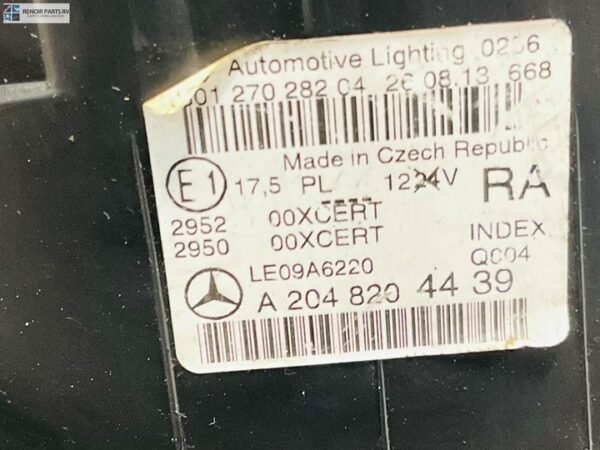 RENOIR PARTS BV
Automotive Lighting 0256
301 270 282 04 26 08.13 668
Made in Czech Republic
E1 17,5 PL 1224V RA
2952 00XCERT
2950 00XCERT
INDEX
LE09A6220 Q004
A 204 820 44 39